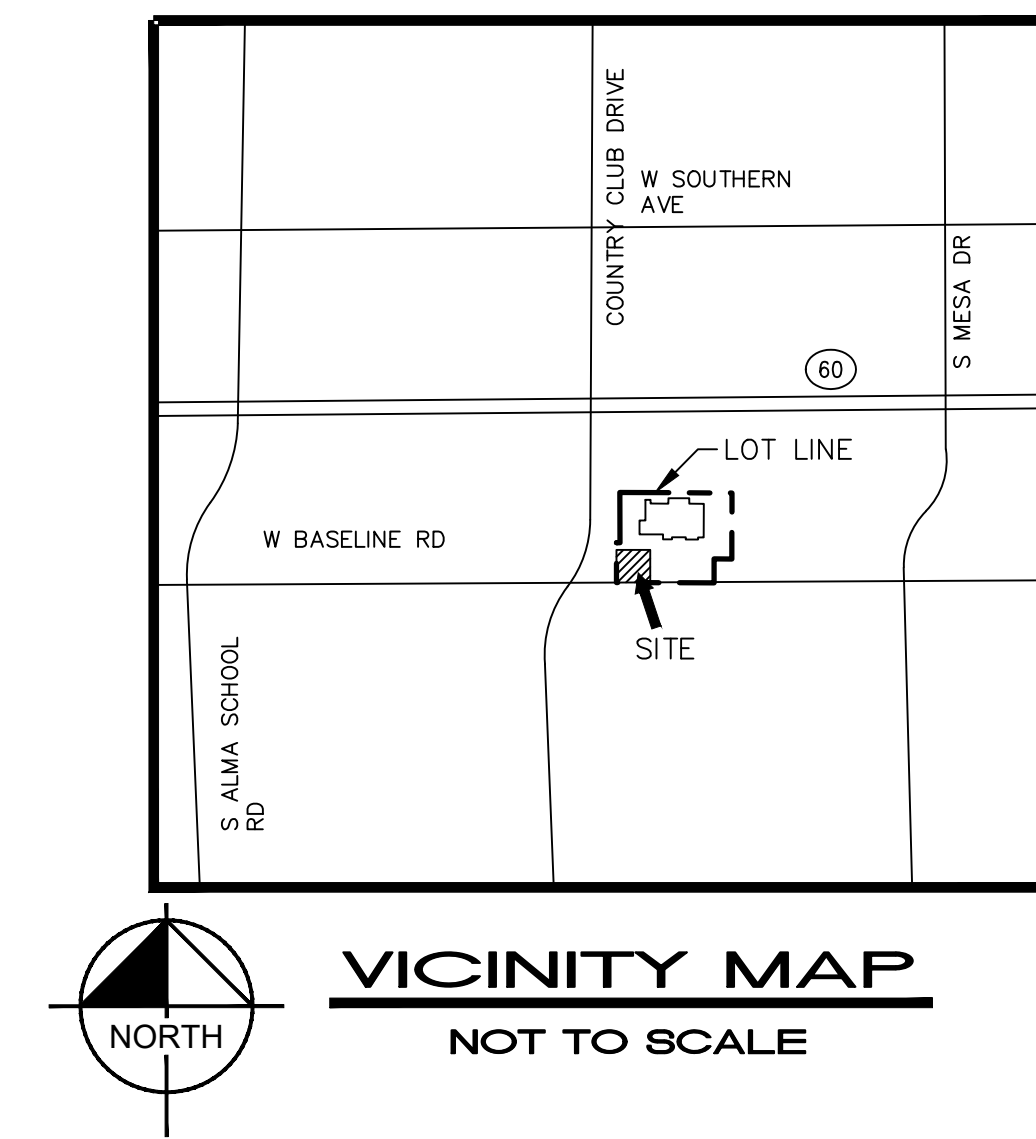 COUNTRY CLUB DRIVE
W SOUTHERN
AVE
S MESA DR
60
LOT LINE
W BASELINE RD
SITE
S ALMA SCHOOL
RD
VICINITY MAP
NOT TO SCALE
NORTH